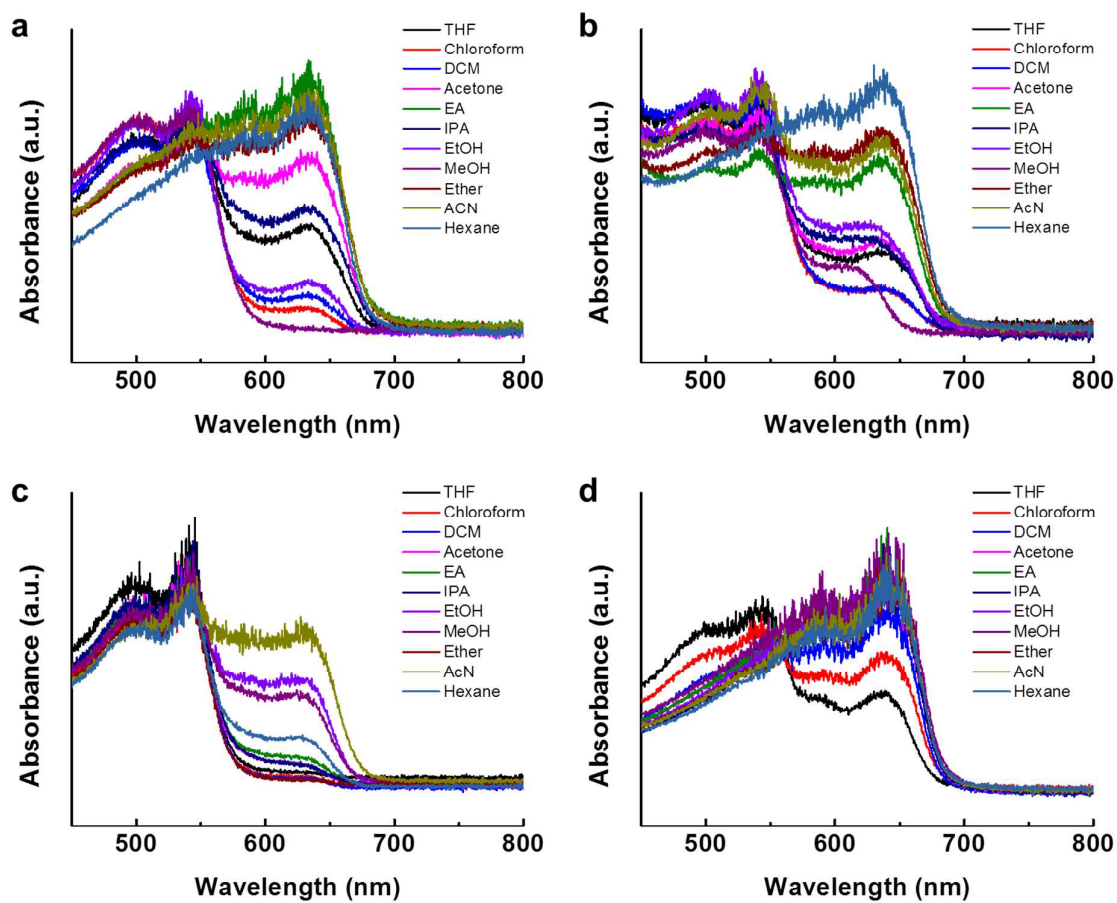 a
THF
Chloroform
DCM
Acetone
EA
IPA
EtOH
MeOH
Ether
ACN
Hexane
Absorbance (a.u.)
500 600 700 800
Wavelength (nm)
b
THF
Chloroform
DCM
Acetone
EA
IPA
EtOH
MeOH
Ether
AcN
Hexane
Absorbance (a.u.)
500 600 700 800
Wavelength (nm)
c
THF
Chloroform
DCM
Acetone
EA
IPA
EtOH
MeOH
Ether
AcN
Hexane
Absorbance (a.u.)
500 600 700 800
Wavelength (nm)
d
THF
Chloroform
DCM
Acetone
EA
IPA
EtOH
MeOH
Ether
AcN
Hexane
Absorbance (a.u.)
500 600 700 800
Wavelength (nm)